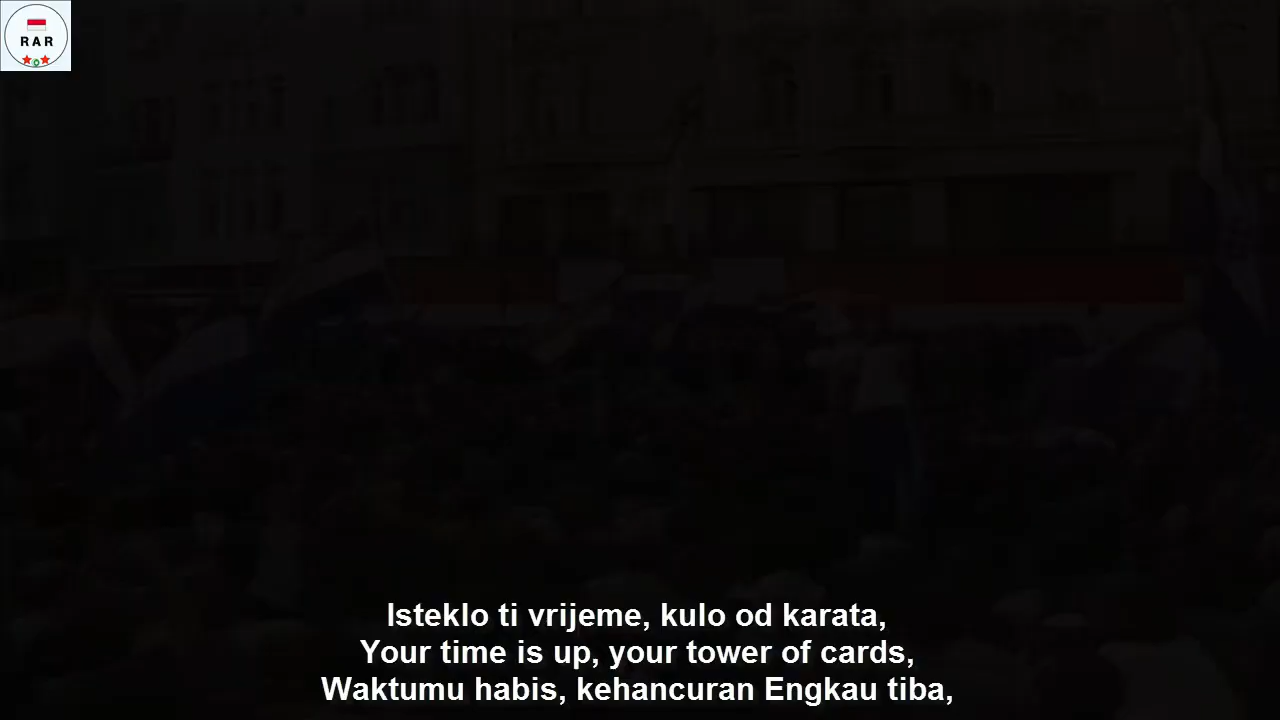 RAR
Isteklo ti vrijeme, kulo od karata,
Your time is up, your tower of cards,
Waktumu habis, kehancuran Engkau tiba,